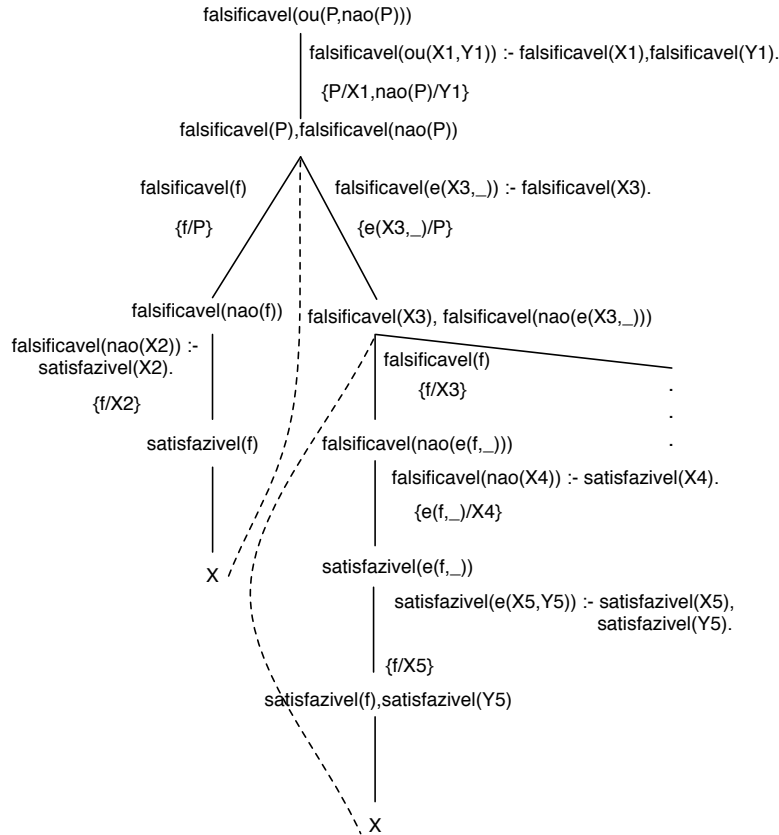 falsificavel(ou(P,nao(P)))
falsificavel(ou(X1,Y1)) :- falsificavel(X1),falsificavel(Y1).
{P/X1,nao(P)/Y1}
falsificavel(P),falsificavel(nao(P))
falsificavel(f)
{f/P}
falsificavel(e(X3,_)) :- falsificavel(X3).
{e(X3,_)/P}
falsificavel(nao(f))
falsificavel(nao(X2)) :-
satisfazivel(X2).
{f/X2}
satisfazivel(f)
X
falsificavel(X3), falsificavel(nao(e(X3,_)))
falsificavel(f)
{f/X3}
.
.
.
falsificavel(nao(e(f,_)))
falsificavel(nao(X4)) :- satisfazivel(X4).
{e(f,_)/X4}
satisfazivel(e(f,_))
satisfazivel(e(X5,Y5)) :- satisfazivel(X5),
satisfazivel(Y5).
{f/X5}
satisfazivel(f),satisfazivel(Y5)
X